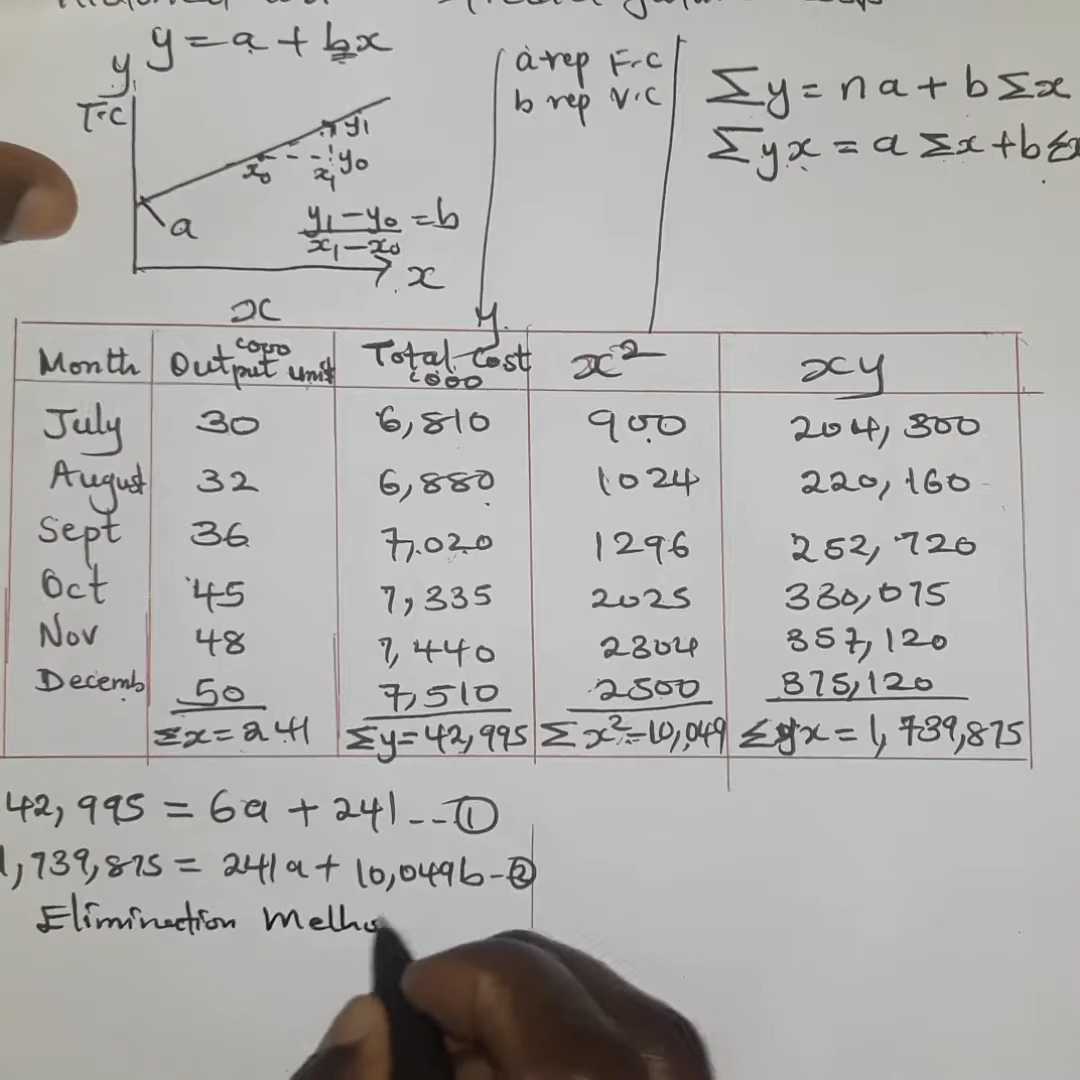 y = a + bx
y
T-C
y1
y0
x0
x1
a
y1 - y0 = b
x1 - x0
x
a rep F-C
b rep V.C
Σy = na + bΣx
Σyx = a Σx + b Σx
x
y
Month Output unit '000 Total Cost '000 x² xy
July 30 6,810 900 204,300
August 32 6,880 1024 220,160
Sept 36 7,020 1296 252,720
Oct 45 7,335 2025 330,075
Nov 48 7,440 2304 357,120
Decemb 50 7,510 2500 375,120
Σx = 241 Σy = 42,995 Σx² = 10,049 Σyx = 1,739,875
42,995 = 6a + 241 -- ①
1,739,875 = 241a + 10,049b - ②
Elimination Metho